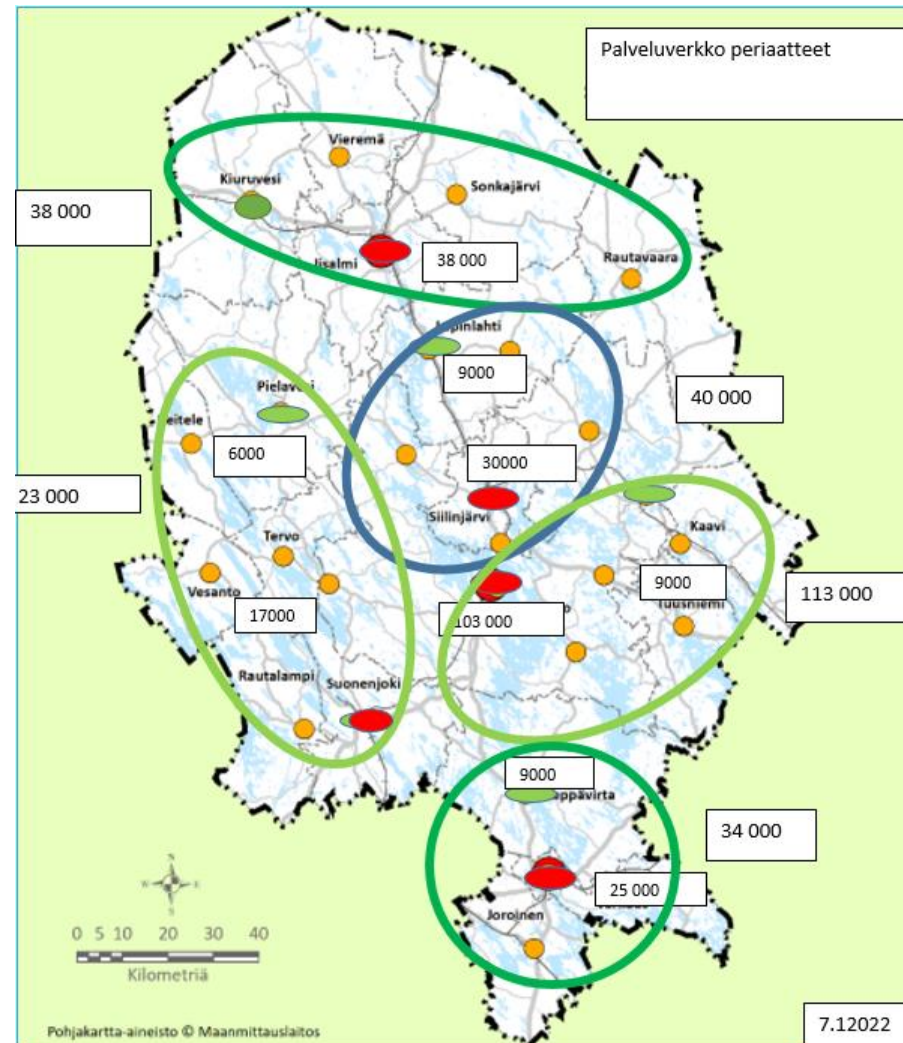 Palveluverkko periaatteet
Vieremä
Kiuruvesi
Sonkajärvi
38 000
38 000
Rautavaara
9000
Pielavesi
40 000
6000
30000
23 000
Siilinjärvi
Kaavi
Tervo
9000
Vesanto
113 000
17000
103 000
Rautalampi
Suonenjoki
9000
34 000
25 000
Joroinen
N
W
E
S
0 5 10 20 30 40
Kilometriä
7.12022
Pohjakartta-aineisto © Maanmittauslaitos